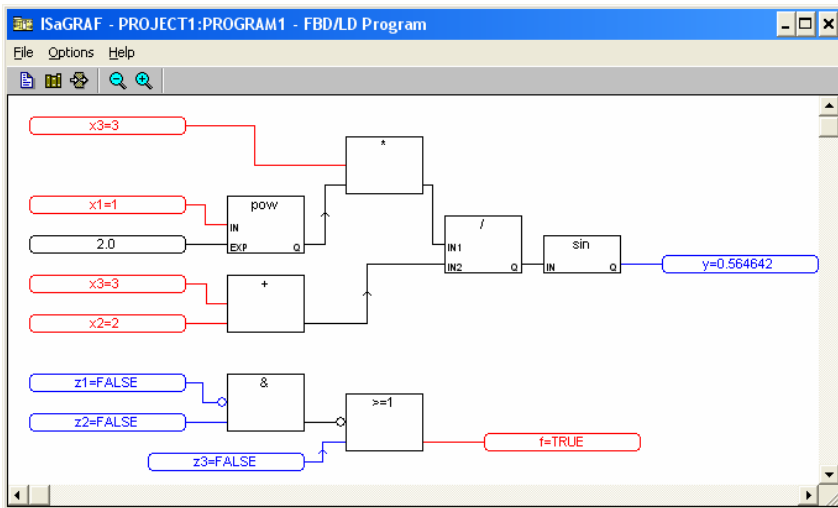 ISaGRAF - PROJECT1:PROGRAM1 - FBD/LD Program
File Options Help
x3=3
*
x1=1
pow
IN
2.0
EXP Q
/
IN1
IN2 Q
sin
IN Q
y=0.564642
x3=3
+
x2=2
z1=FALSE
&
z2=FALSE
>=1
z3=FALSE
f=TRUE